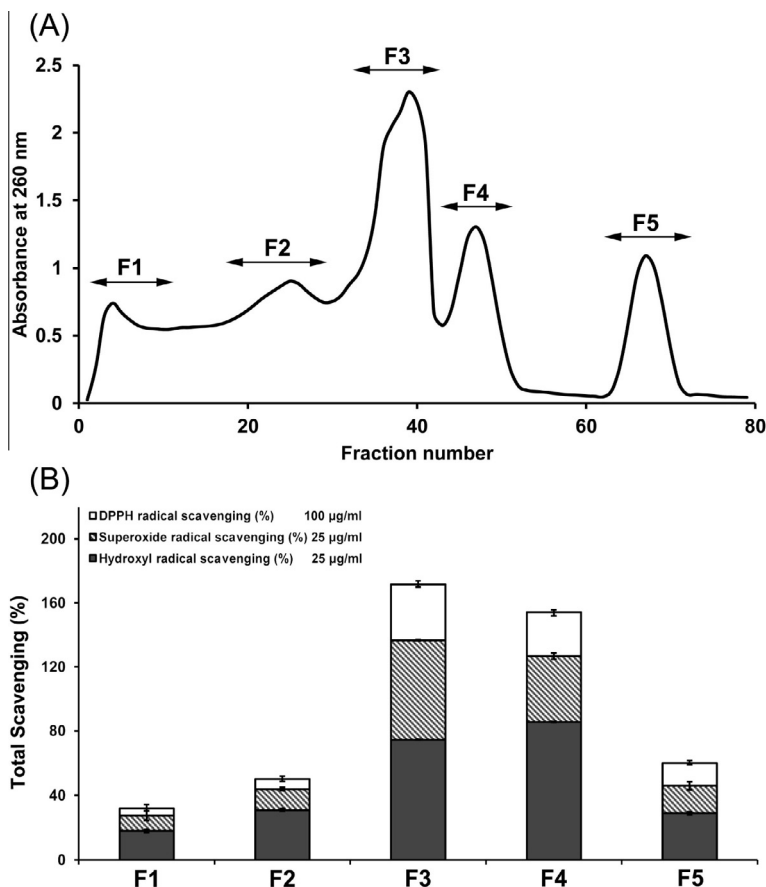 (A)
F3
2.5
2
F4
1.5
F5
F2
F1
1
0.5
0
Absorbance at 260 nm
0 20 40 60 80
Fraction number
(B)
DPPH radical scavenging (%) 100 µg/ml
Superoxide radical scavenging (%) 25 µg/ml
Hydroxyl radical scavenging (%) 25 µg/ml
200
160
120
80
40
0
Total Scavenging (%)
F1 F2 F3 F4 F5